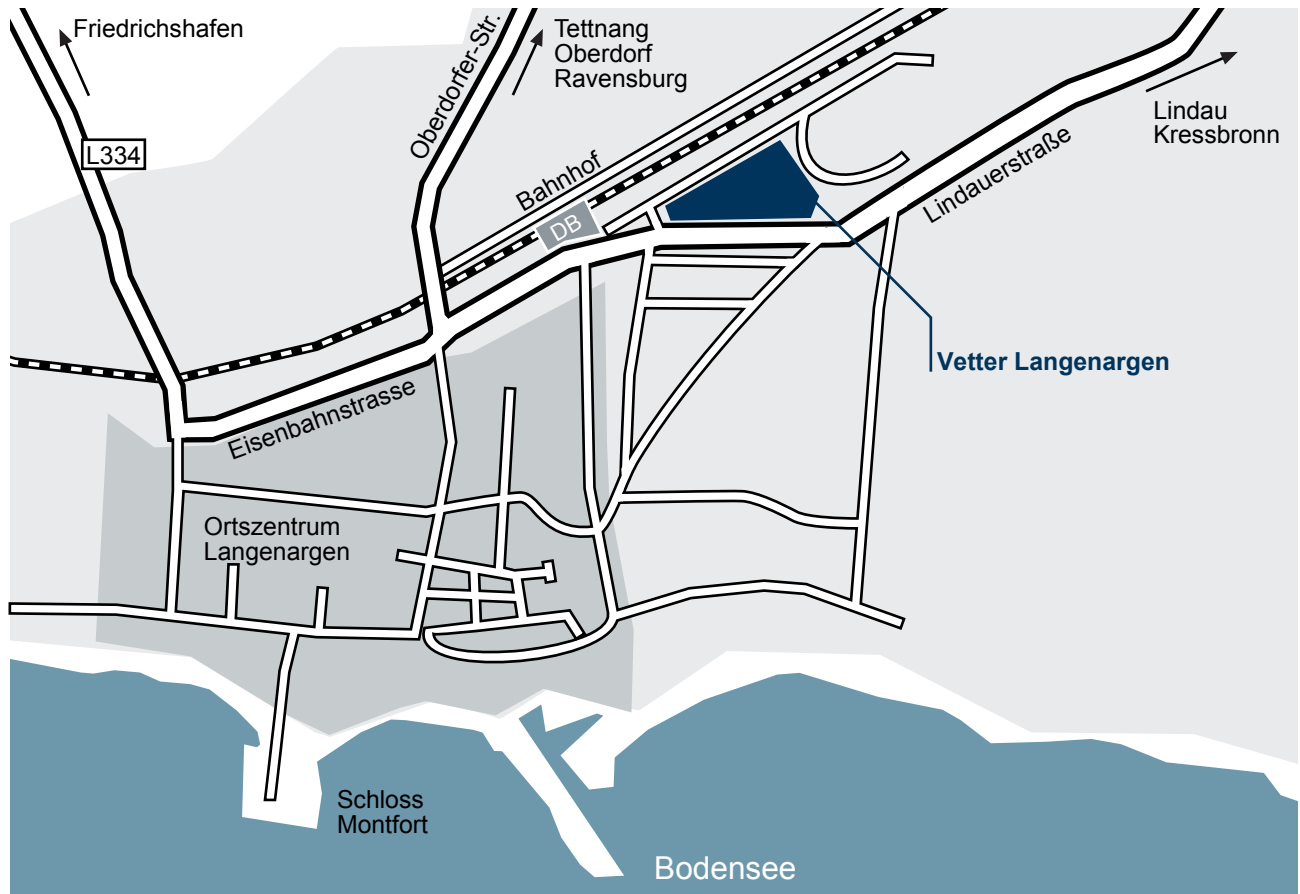 Friedrichshafen
Oberdorfer-Str.
Tettnang
Oberdorf
Ravensburg
Lindau
Kressbronn
L334
Bahnhof
DB
Lindauerstraße
Vetter Langenargen
Eisenbahnstrasse
Ortszentrum
Langenargen
Schloss
Montfort
Bodensee